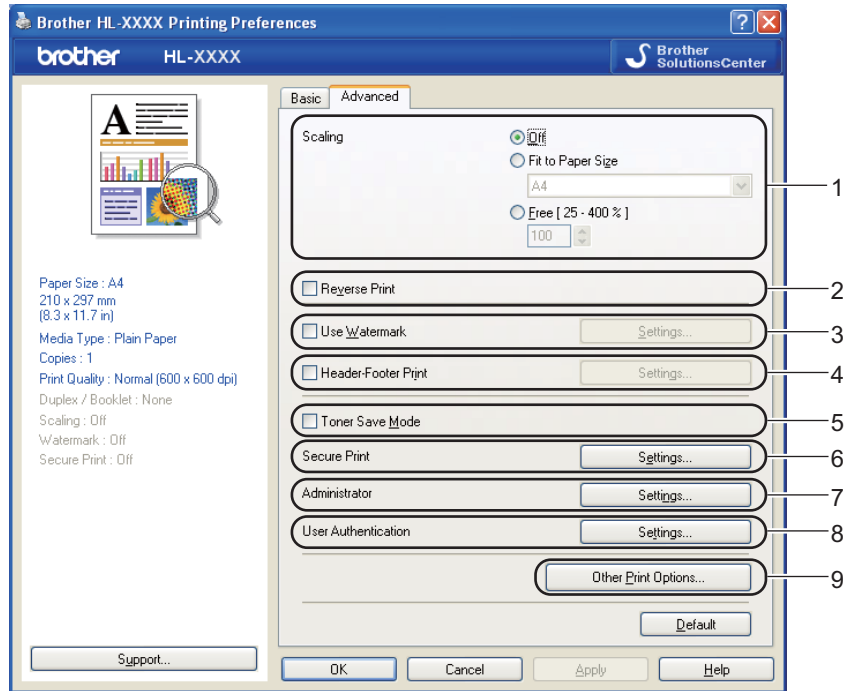 Brother HL-XXXX Printing Preferences
brother HL-XXXX
Brother
SolutionsCenter
A
Paper Size : A4
210 x 297 mm
(8.3 x 11.7 in)
Media Type : Plain Paper
Copies : 1
Print Quality : Normal (600 x 600 dpi)
Duplex / Booklet : None
Scaling : Off
Watermark : Off
Secure Print : Off
Support...
Basic Advanced
Scaling
Off
Fit to Paper Size
A4
Free [ 25 - 400 % ]
100
1
Reverse Print
2
Use Watermark Settings...
3
Header-Footer Print Settings...
4
Toner Save Mode
5
Secure Print Settings...
6
Administrator Settings...
7
User Authentication Settings...
8
Other Print Options...
9
Default
OK Cancel Apply Help